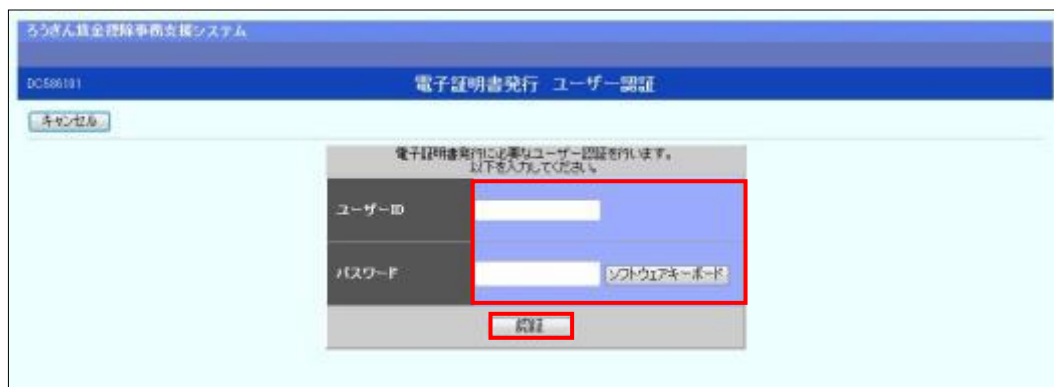 ろうきん賃金控除事務支援システム
DC586101
電子証明書発行 ユーザー認証
キャンセル
電子証明書発行に必要なユーザー認証を行います。
以下を入力してください。
ユーザーID
パスワード
ソフトウェアキーボード
認証